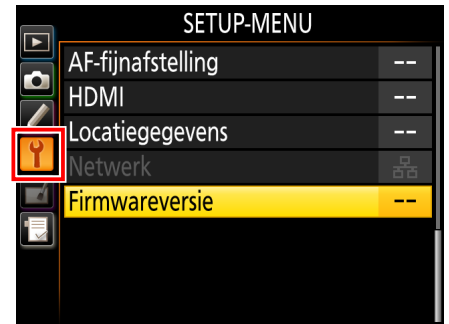 SETUP-MENU
AF-fijnafstelling --
HDMI --
Locatiegegevens --
Netwerk
Firmwareversie --